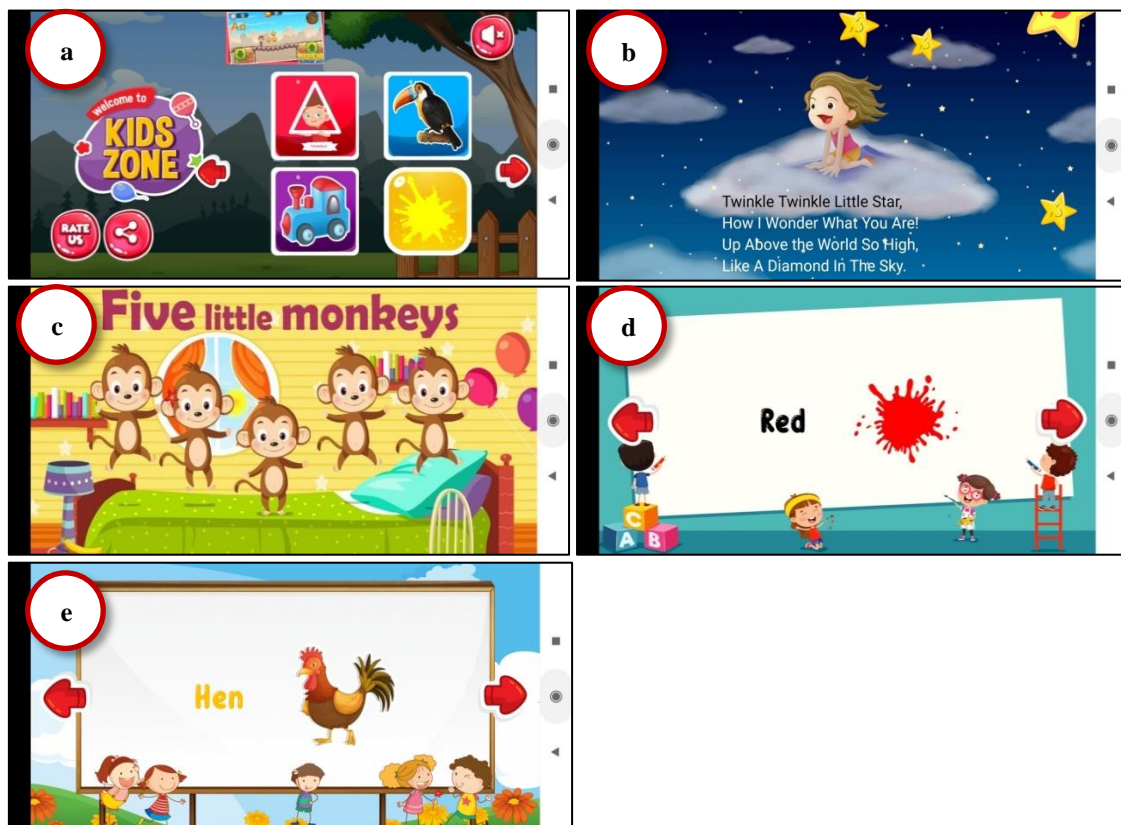 a
Ad
welcome to
KIDS
ZONE
RATE
US
b
Twinkle Twinkle Little Star,
How I Wonder What You Are!
Up Above the World So High,
Like A Diamond In The Sky.
c
Five little monkeys
d
Red
C
A B
e
Hen